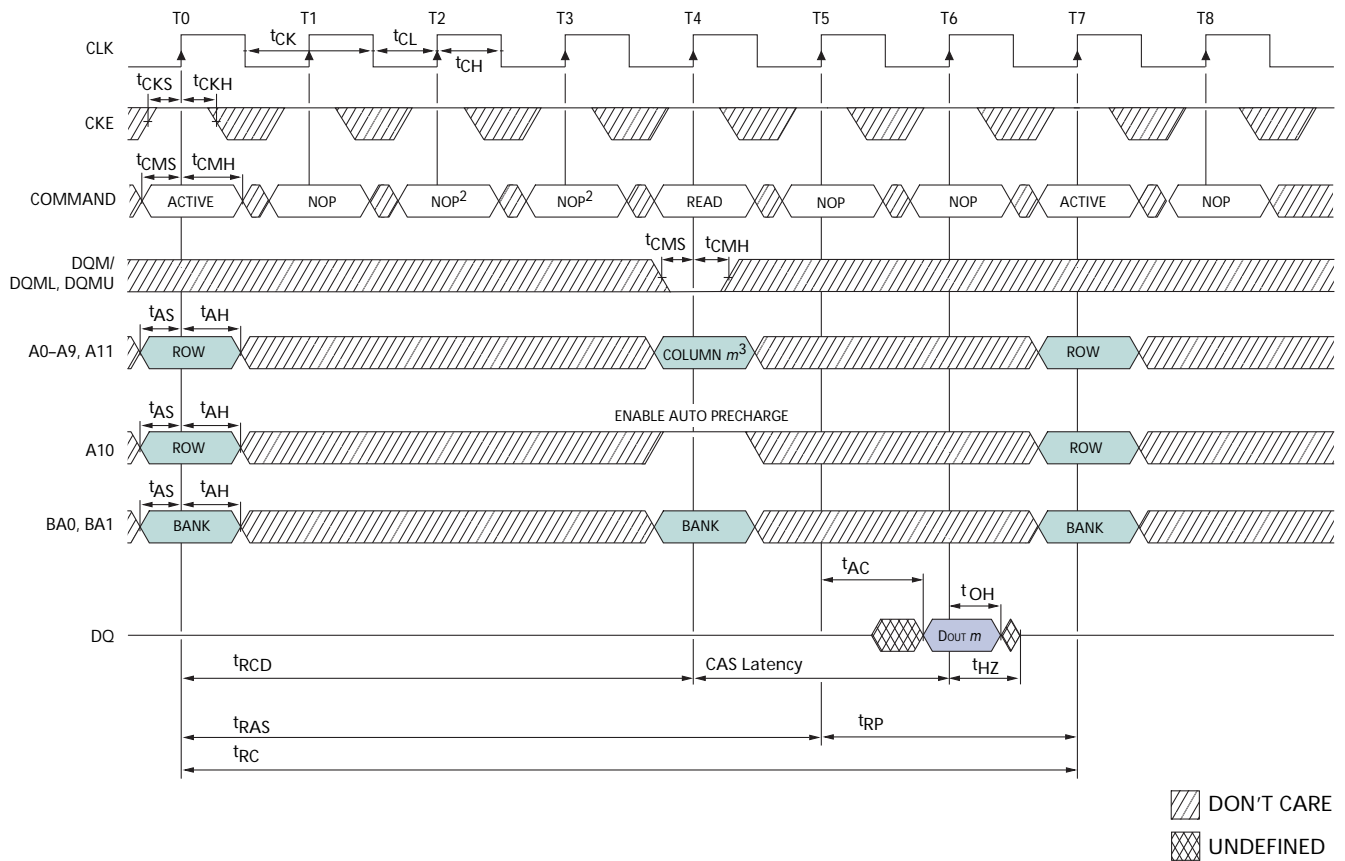 T0 T1 T2 T3 T4 T5 T6 T7 T8
CLK
tCK tCL tCH
tCKS tCKH
CKE
tCMS tCMH
COMMAND ACTIVE NOP NOP2 NOP2 READ NOP NOP ACTIVE NOP
tCMS tCMH
DQM/
DQML, DQMU
tAS tAH
A0–A9, A11 ROW COLUMN m3 ROW
ENABLE AUTO PRECHARGE
tAS tAH
A10 ROW ROW
tAS tAH
BA0, BA1 BANK BANK BANK
tAC
tOH
DQ DOUT m
tRCD CAS Latency tHZ
tRAS tRP
tRC
DON'T CARE
UNDEFINED